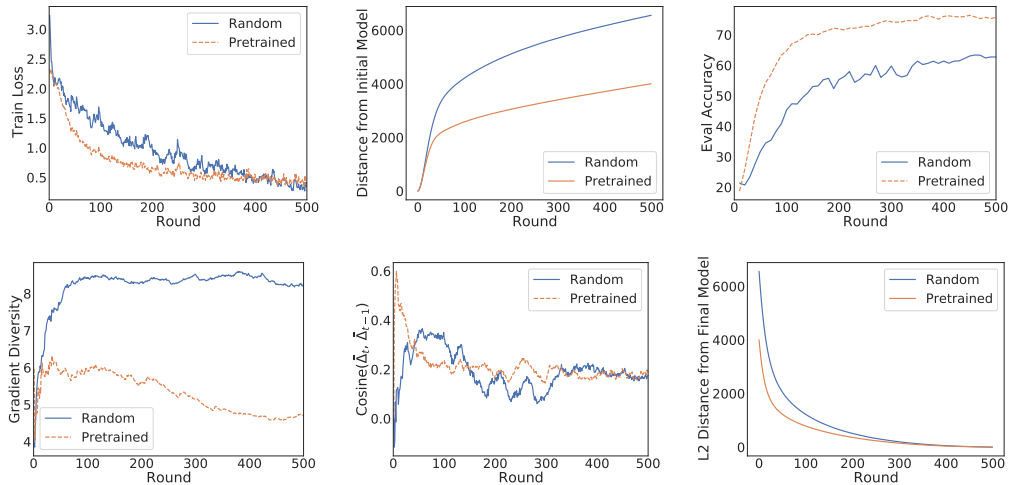 Train Loss
3.0
2.5
2.0
1.5
1.0
0.5
0 100 200 300 400 500
Round
Random
Pretrained
Distance from Initial Model
6000
4000
2000
0
0 100 200 300 400 500
Round
Random
Pretrained
Eval Accuracy
70
60
50
40
30
20
0 100 200 300 400 500
Round
Random
Pretrained
Gradient Diversity
8
7
6
5
4
0 100 200 300 400 500
Round
Random
Pretrained
Cosine(Δ̄ₜ, Δ̄ₜ₋₁)
0.6
0.4
0.2
0.0
0 100 200 300 400 500
Round
Random
Pretrained
L2 Distance from Final Model
6000
4000
2000
0
0 100 200 300 400 500
Round
Random
Pretrained